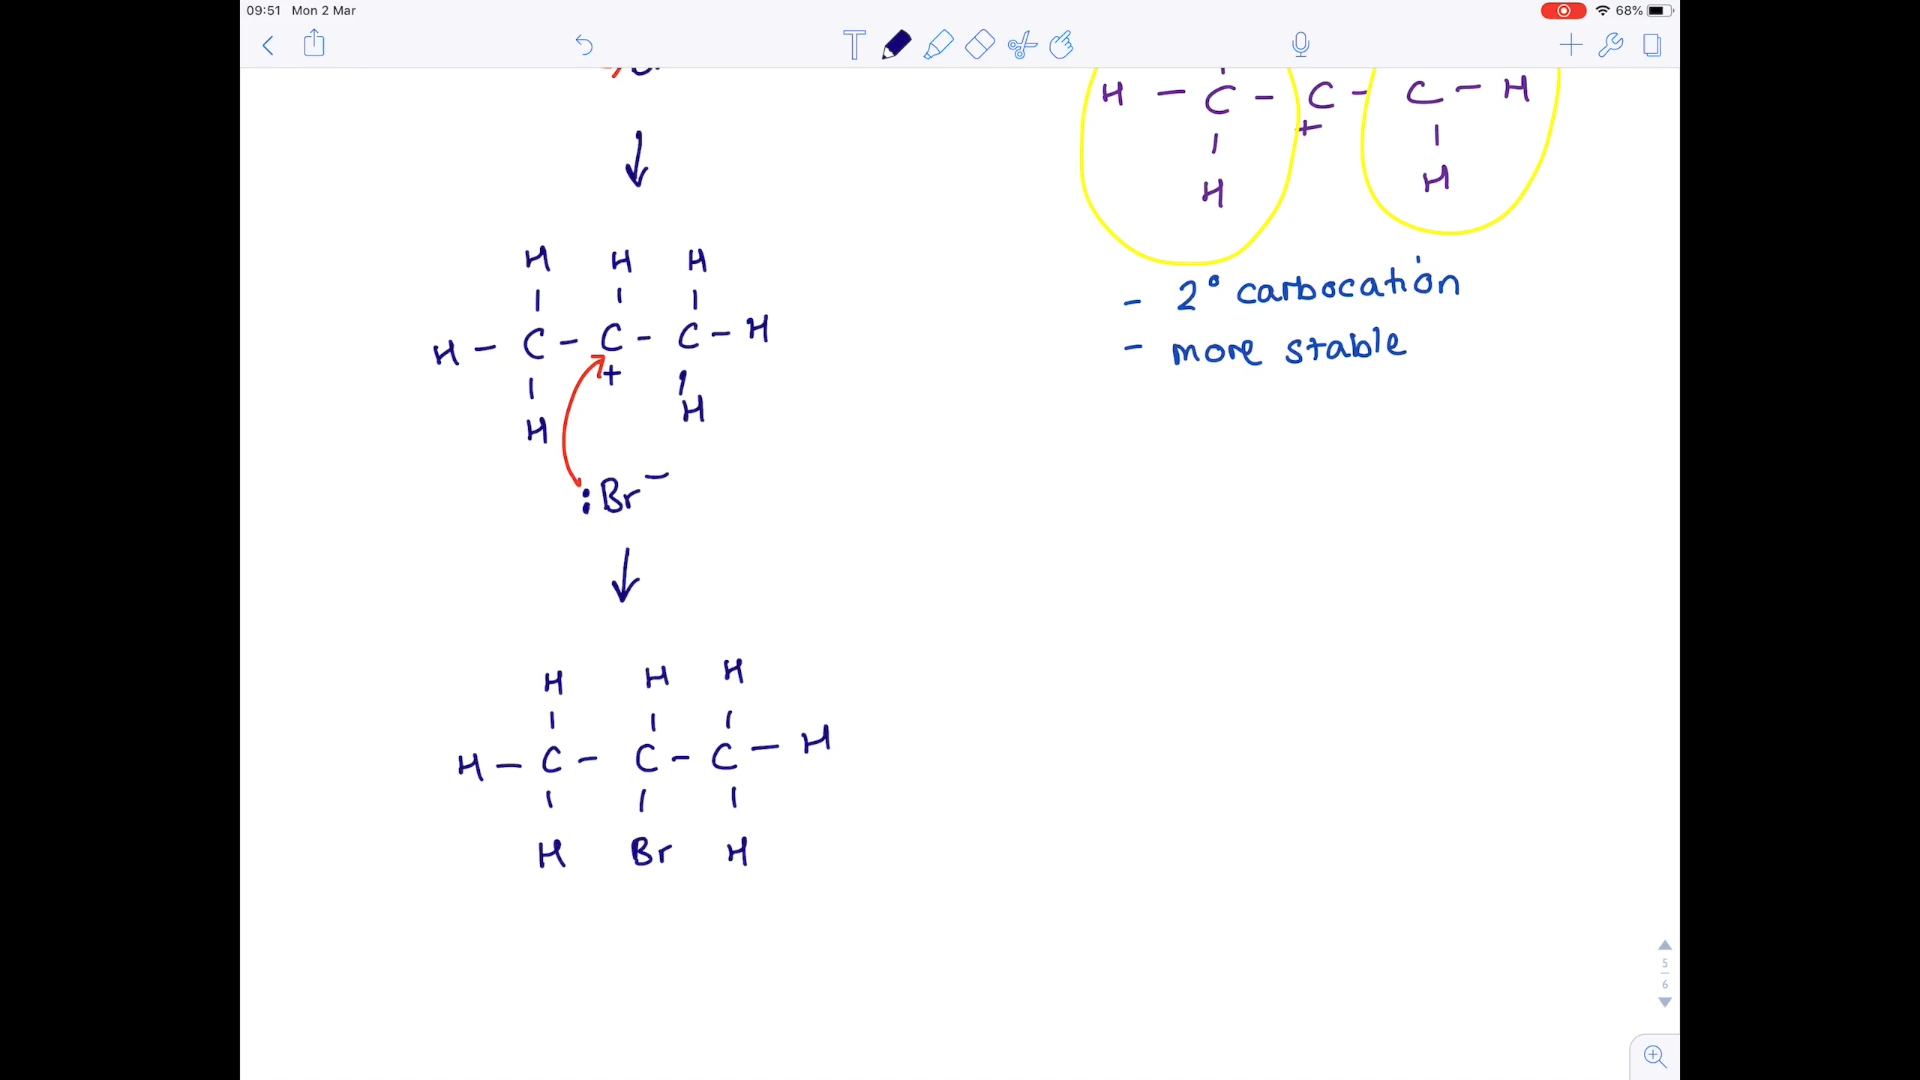 09:51 Mon 2 Mar
68%
T
H – C – C – C – H
+
H H
- 2° carbocation
- more stable
H H H
H – C – C – C – H
+
H H
:Br⁻
H H H
H – C – C – C – H
H Br H
5
6